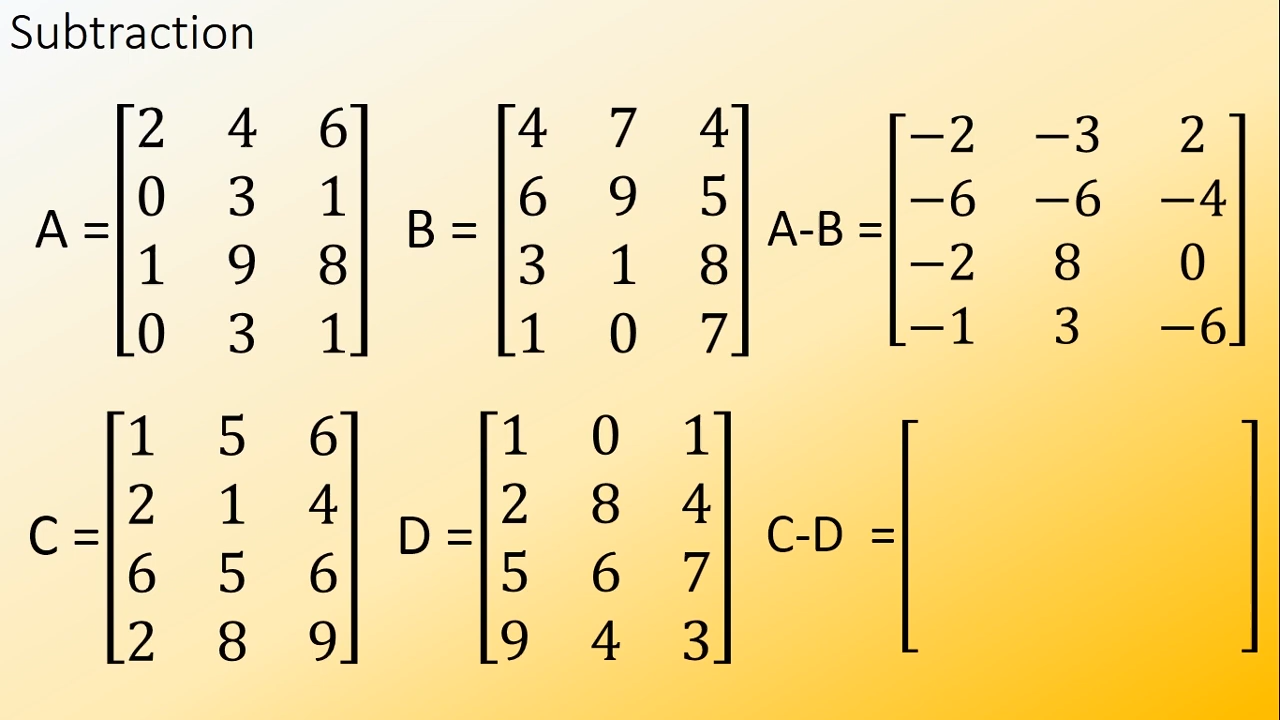 Subtraction
A = [2 4 6] B = [4 7 4] A-B = [−2 −3 2]
[0 3 1] [6 9 5] [−6 −6 −4]
[1 9 8] [3 1 8] [−2 8 0]
[0 3 1] [1 0 7] [−1 3 −6]
C = [1 5 6] D = [1 0 1] C-D = [ ]
[2 1 4] [2 8 4]
[6 5 6] [5 6 7]
[2 8 9] [9 4 3]